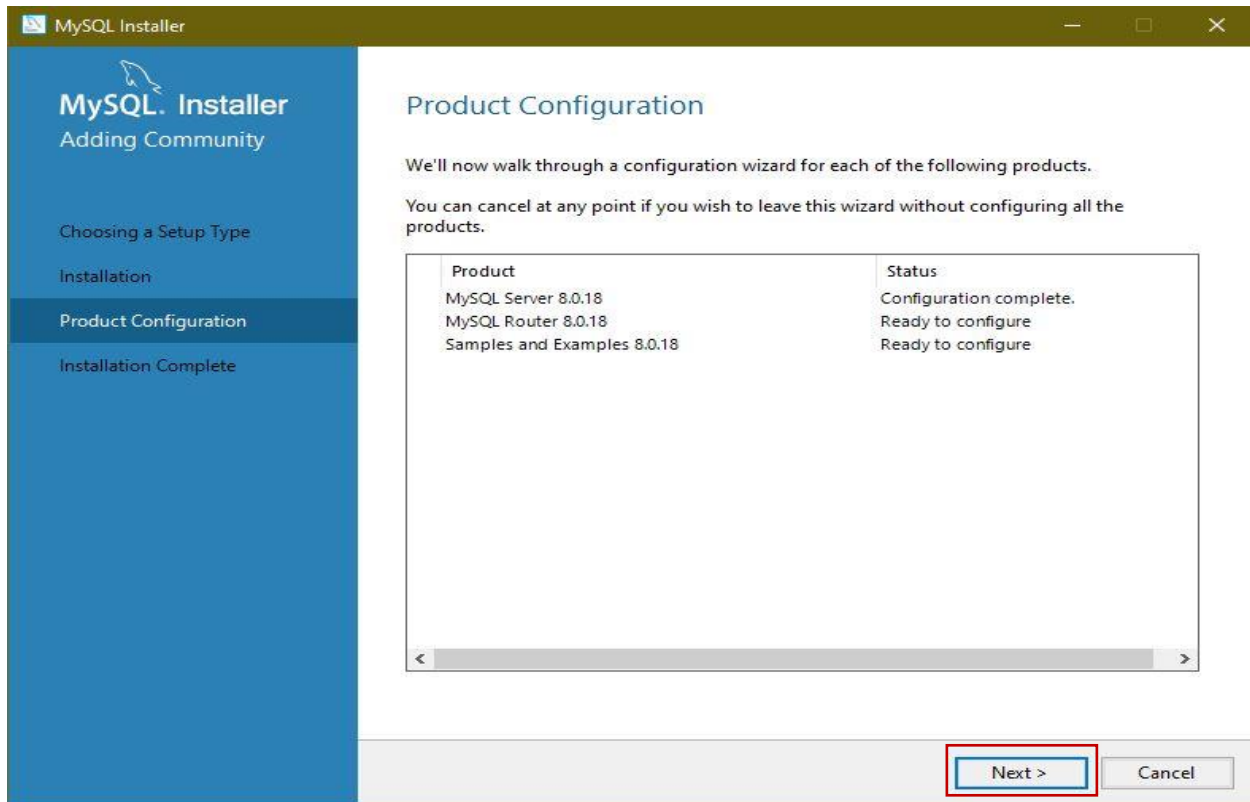 MySQL Installer
MySQL. Installer
Adding Community
Choosing a Setup Type
Installation
Product Configuration
Installation Complete
Product Configuration
We'll now walk through a configuration wizard for each of the following products.
You can cancel at any point if you wish to leave this wizard without configuring all the
products.
Product Status
MySQL Server 8.0.18 Configuration complete.
MySQL Router 8.0.18 Ready to configure
Samples and Examples 8.0.18 Ready to configure
Next > Cancel